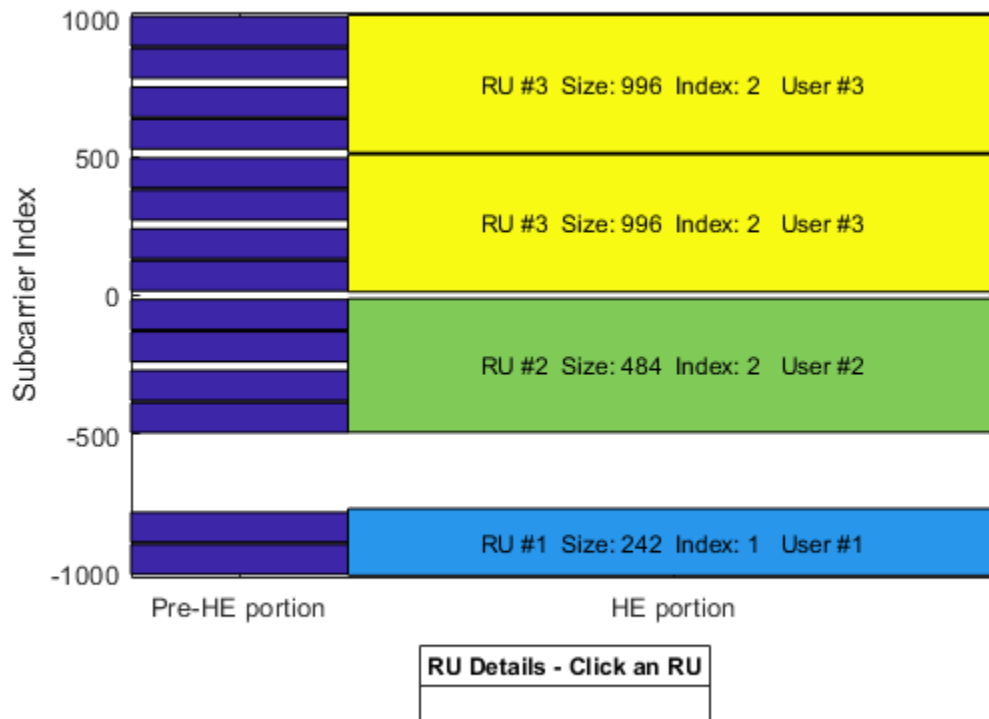 1000
RU #3 Size: 996 Index: 2 User #3
500
RU #3 Size: 996 Index: 2 User #3
Subcarrier Index
0
RU #2 Size: 484 Index: 2 User #2
-500
RU #1 Size: 242 Index: 1 User #1
-1000
Pre-HE portion HE portion
RU Details - Click an RU